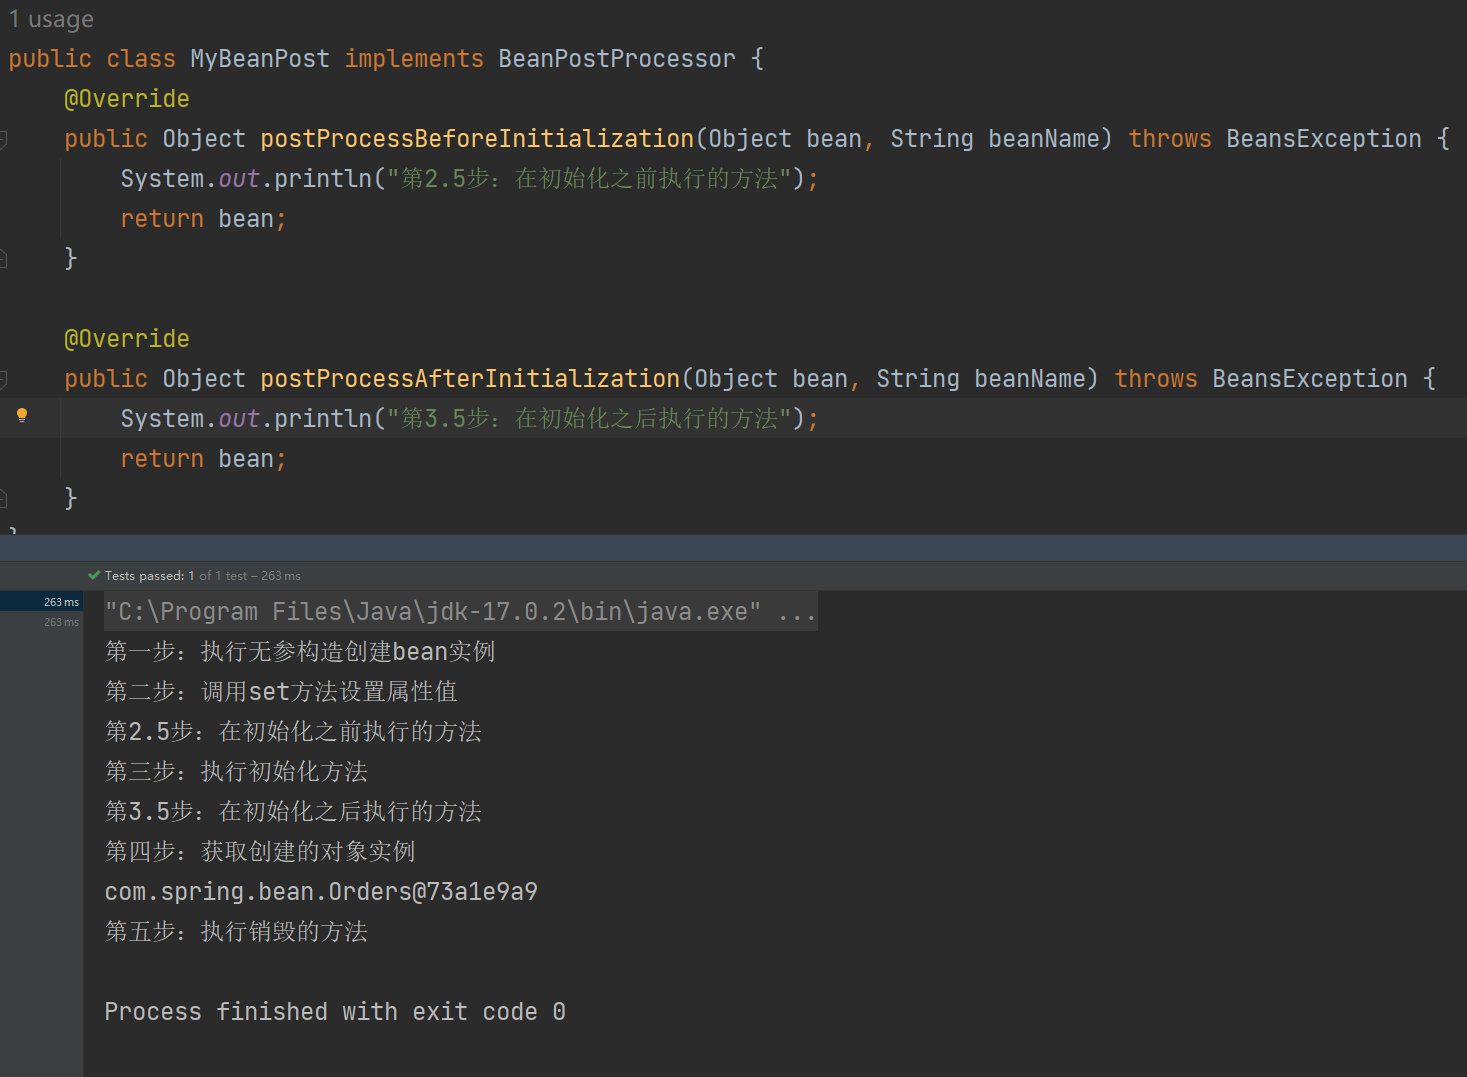 1 usage
public class MyBeanPost implements BeanPostProcessor {
@Override
public Object postProcessBeforeInitialization(Object bean, String beanName) throws BeansException {
System.out.println("第2.5步：在初始化之前执行的方法");
return bean;
}
@Override
public Object postProcessAfterInitialization(Object bean, String beanName) throws BeansException {
System.out.println("第3.5步：在初始化之后执行的方法");
return bean;
}
}
Tests passed: 1 of 1 test – 263 ms
263 ms
263 ms
"C:\Program Files\Java\jdk-17.0.2\bin\java.exe" ...
第一步：执行无参构造创建bean实例
第二步：调用set方法设置属性值
第2.5步：在初始化之前执行的方法
第三步：执行初始化方法
第3.5步：在初始化之后执行的方法
第四步：获取创建的对象实例
com.spring.bean.Orders@73a1e9a9
第五步：执行销毁的方法
Process finished with exit code 0